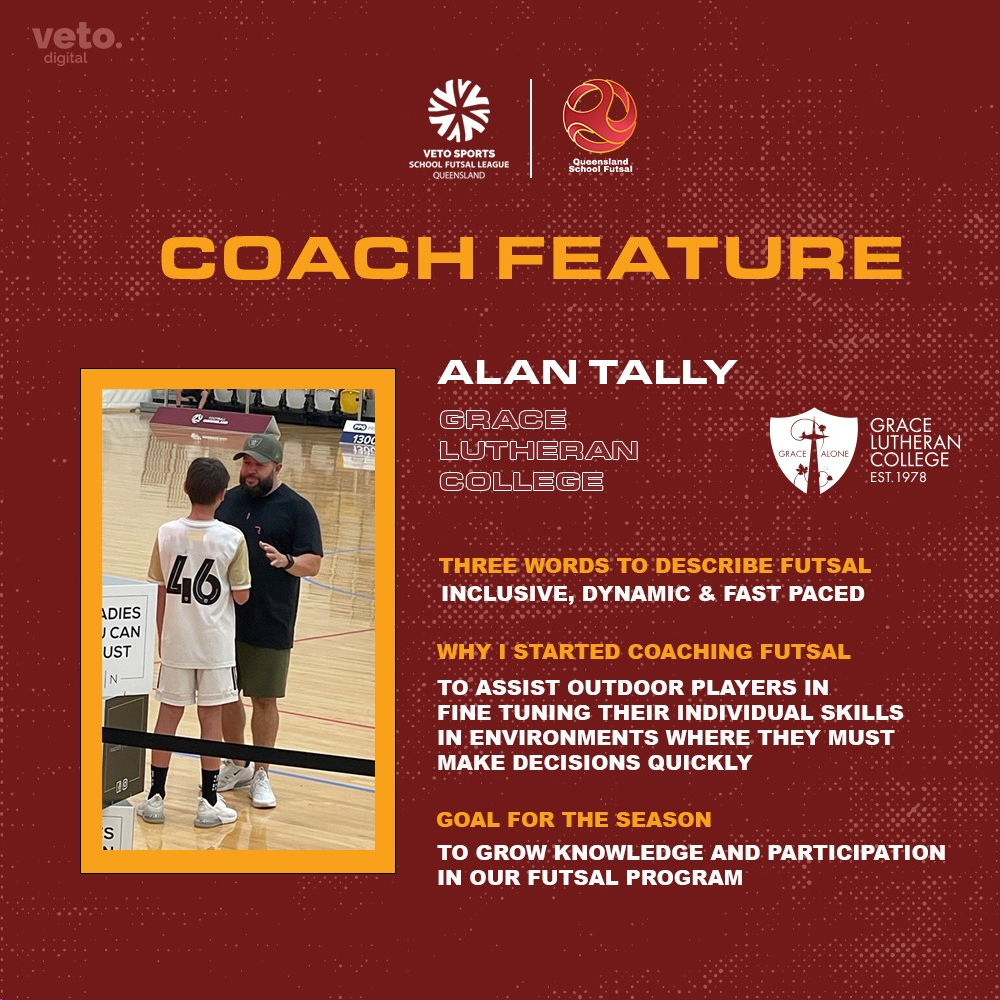 veto.
digital
VETO SPORTS
SCHOOL FUTSAL LEAGUE
QUEENSLAND
Queensland
School Futsal
COACH FEATURE
ALAN TALLY
GRACE
LUTHERAN
COLLEGE
GRACE ALONE
GRACE
LUTHERAN
COLLEGE
EST.1978
1300
46
ADIES
U CAN
UST
N
S
THREE WORDS TO DESCRIBE FUTSAL
INCLUSIVE, DYNAMIC & FAST PACED
WHY I STARTED COACHING FUTSAL
TO ASSIST OUTDOOR PLAYERS IN
FINE TUNING THEIR INDIVIDUAL SKILLS
IN ENVIRONMENTS WHERE THEY MUST
MAKE DECISIONS QUICKLY
GOAL FOR THE SEASON
TO GROW KNOWLEDGE AND PARTICIPATION
IN OUR FUTSAL PROGRAM